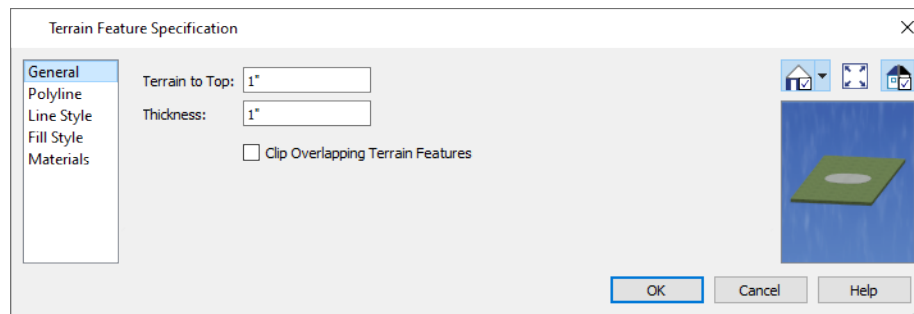 Terrain Feature Specification
General
Polyline
Line Style
Fill Style
Materials
Terrain to Top: 1"
Thickness: 1"
Clip Overlapping Terrain Features
OK Cancel Help